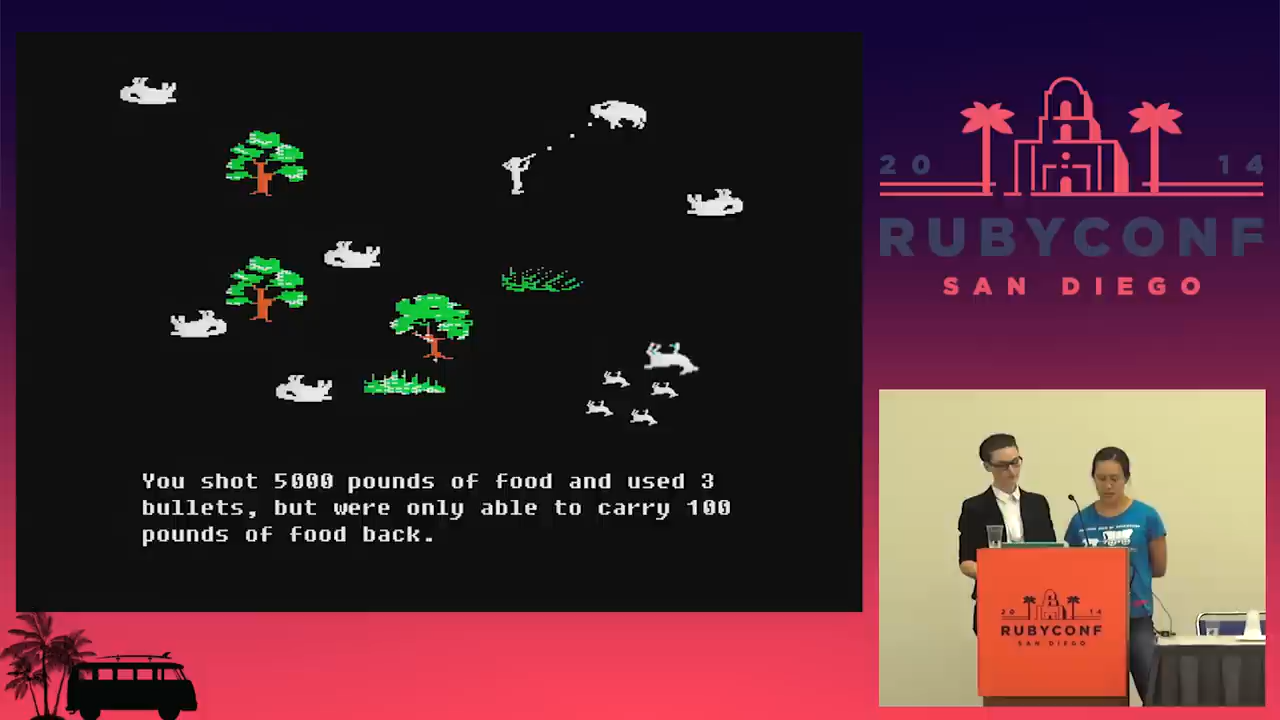 You shot 5000 pounds of food and used 3
bullets, but were only able to carry 100
pounds of food back.
20 14
RUBYCONF
SAN DIEGO
20 14
RUBYCONF
SAN DIEGO